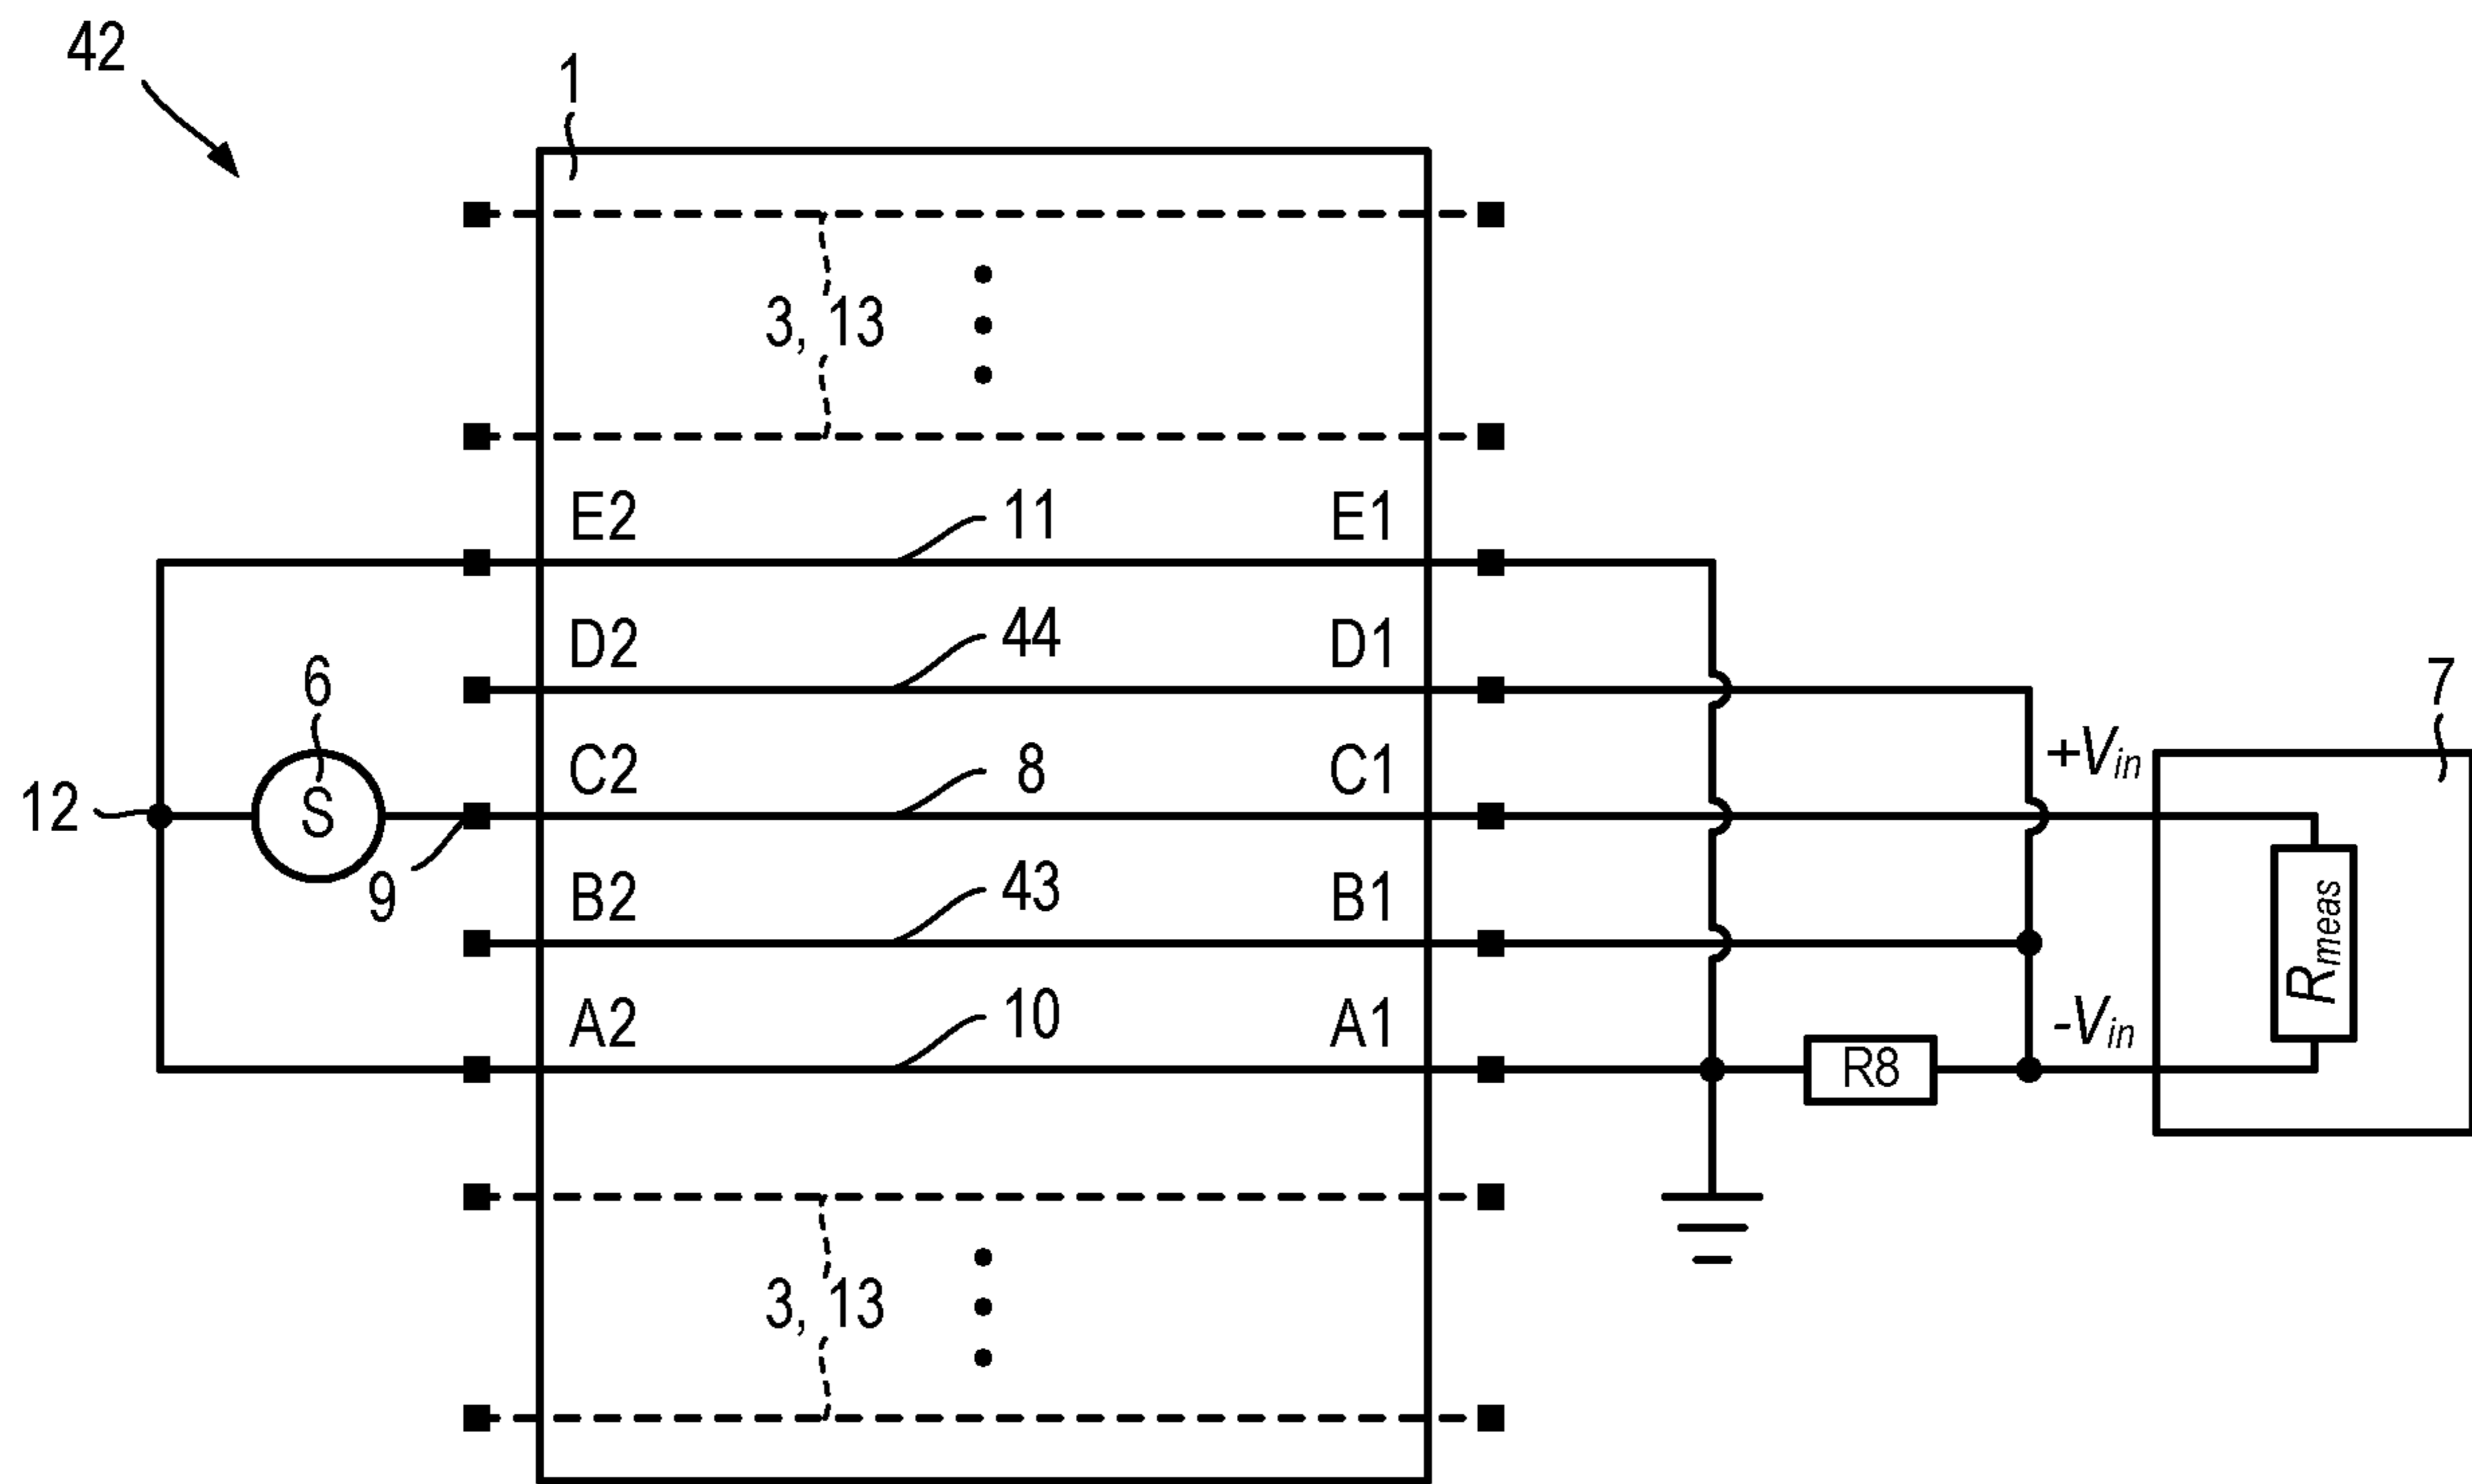 42
1
3, 13
E2 11 E1
D2 44 D1
6
7
S
C2 8 C1
+Vin
12
9
B2 43 B1
Rmeas
A2 10 A1
-Vin
R8
3, 13